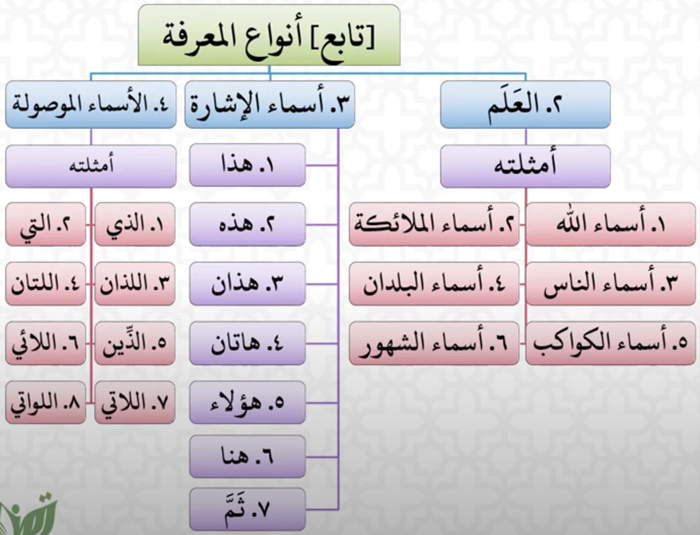 [تابع] أنواع المعرفة
٢. العَلَم
أمثلته
١. أسماء الله
٢. أسماء الملائكة
٣. أسماء الناس
٤. أسماء البلدان
٥. أسماء الكواكب
٦. أسماء الشهور
٣. أسماء الإشارة
١. هذا
٢. هذه
٣. هذان
٤. هاتان
٥. هؤلاء
٦. هنا
٧. ثَمَّ
٤. الأسماء الموصولة
أمثلته
١. الذي
٢. التي
٣. اللذان
٤. اللتان
٥. الذِّين
٦. اللائي
٧. اللاتي
٨. اللواتي